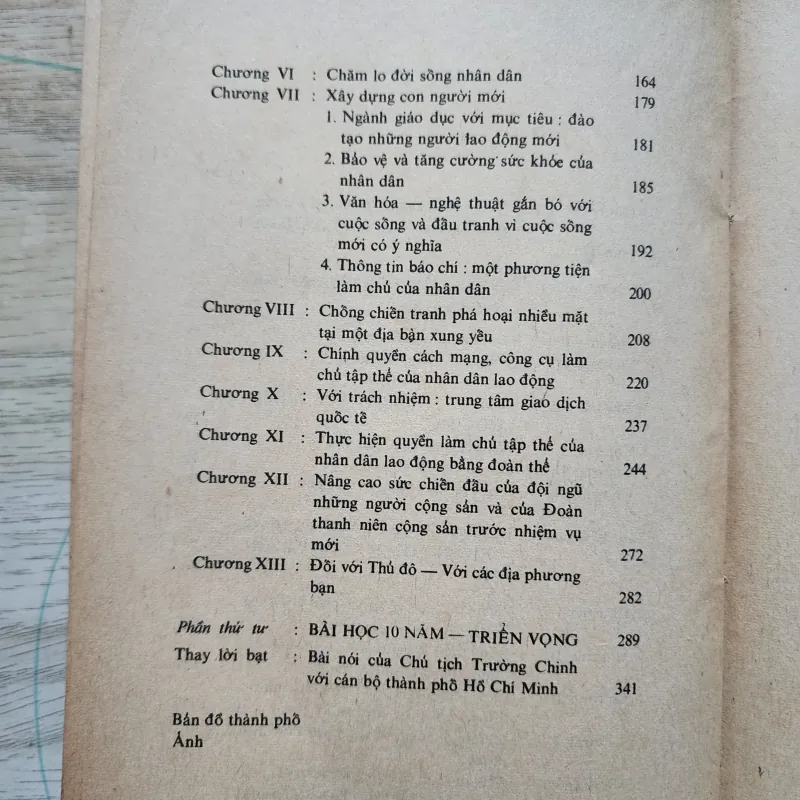 Chương VI : Chăm lo đời sống nhân dân 164
Chương VII : Xây dựng con người mới 179
1. Ngành giáo dục với mục tiêu : đào
tạo những người lao động mới 181
2. Bảo vệ và tăng cường sức khỏe của
nhân dân 185
3. Văn hóa — nghệ thuật gắn bó với
cuộc sống và đấu tranh vì cuộc sống
mới có ý nghĩa 192
4. Thông tin báo chí : một phương tiện
làm chủ của nhân dân 200
Chương VIII : Chống chiến tranh phá hoại nhiều mặt
tại một địa bàn xung yếu 208
Chương IX : Chính quyền cách mạng, công cụ làm
chủ tập thể của nhân dân lao động 220
Chương X : Với trách nhiệm : trung tâm giao dịch
quốc tế 237
Chương XI : Thực hiện quyền làm chủ tập thể của
nhân dân lao động bằng đoàn thể 244
Chương XII : Nâng cao sức chiến đấu của đội ngũ
những người cộng sản và của Đoàn
thanh niên cộng sản trước nhiệm vụ
mới 272
Chương XIII : Đối với Thủ đô — Với các địa phương
bạn 282
Phần thứ tư : BÀI HỌC 10 NĂM — TRIỂN VỌNG 289
Thay lời bạt : Bài nói của Chủ tịch Trường Chinh
với cán bộ thành phố Hồ Chí Minh 341
Bản đồ thành phố
Ảnh